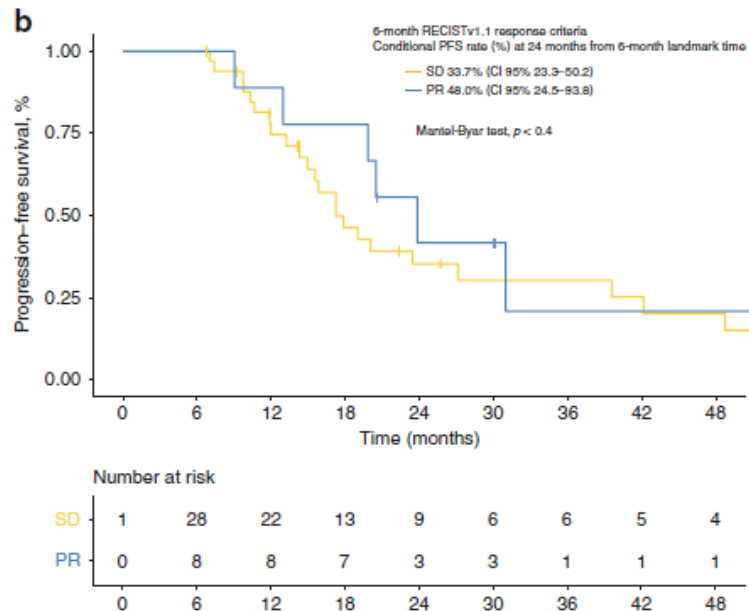 b
6-month RECISTv1.1 response criteria
Conditional PFS rate (%) at 24 months from 6-month landmark time
SD 33.7% (CI 95% 23.3–50.2)
PR 48.0% (CI 95% 24.5–93.8)
Mantel-Byar test, p < 0.4
Progression–free survival, %
1.00
0.75
0.50
0.25
0.00
0 6 12 18 24 30 36 42 48
Time (months)
Number at risk
SD 1 28 22 13 9 6 6 5 4
PR 0 8 8 7 3 3 1 1 1
0 6 12 18 24 30 36 42 48